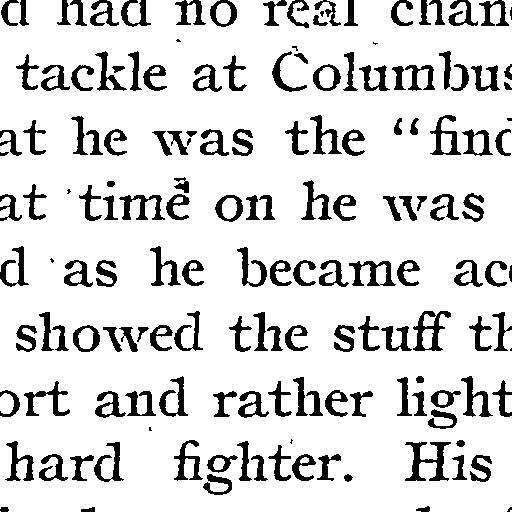 d had no real chan
tackle at Columbus
at he was the “find
at time on he was
d as he became acc
showed the stuff th
ort and rather light
hard fighter. His